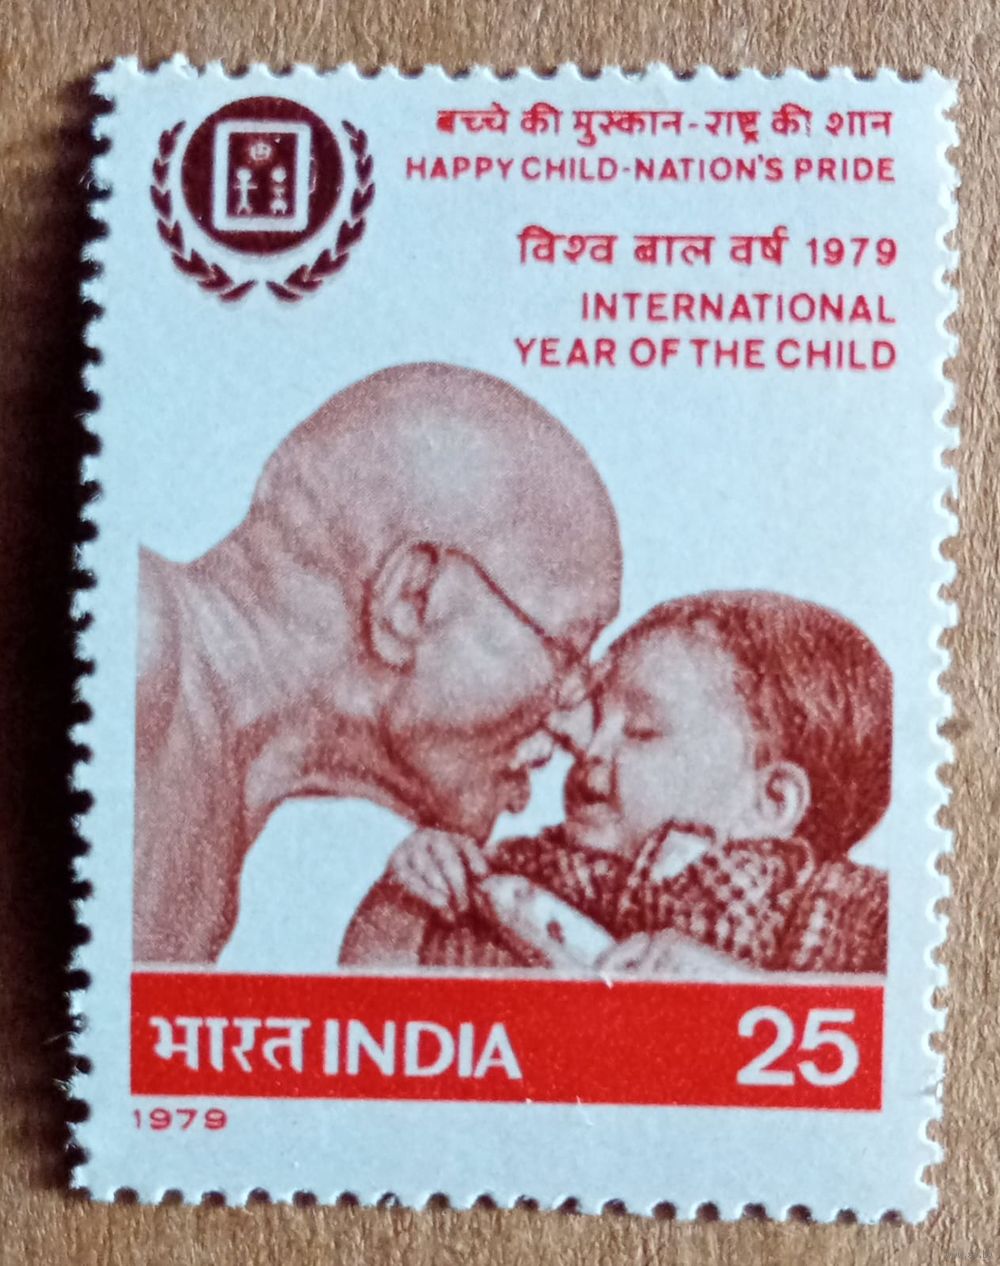 बच्चे की मुस्कान-राष्ट्र की शान
HAPPY CHILD-NATION'S PRIDE
विश्व बाल वर्ष 1979
INTERNATIONAL
YEAR OF THE CHILD
भारत INDIA 25
1979